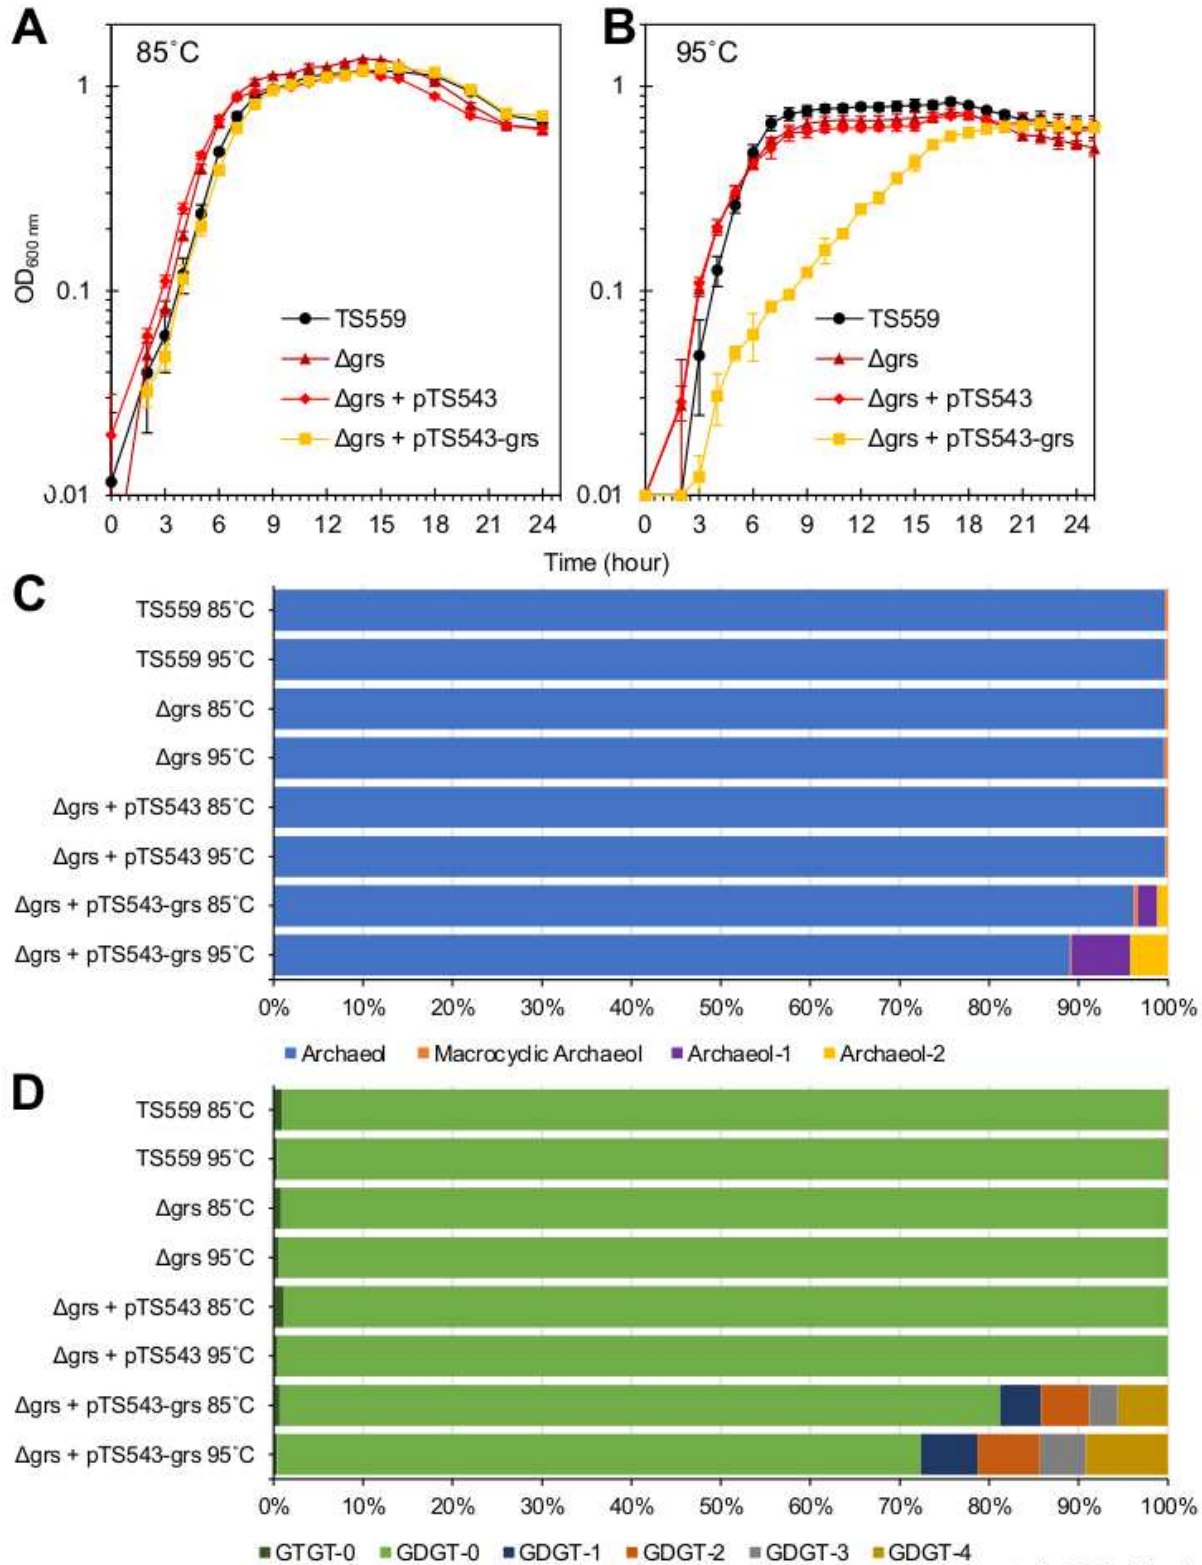 A
85˚C
1
0.1
0.01
OD600 nm
TS559
Δgrs
Δgrs + pTS543
Δgrs + pTS543-grs
0 3 6 9 12 15 18 21 24
B
95˚C
1
0.1
0.01
TS559
Δgrs
Δgrs + pTS543
Δgrs + pTS543-grs
0 3 6 9 12 15 18 21 24
Time (hour)
C
TS559 85˚C
TS559 95˚C
Δgrs 85˚C
Δgrs 95˚C
Δgrs + pTS543 85˚C
Δgrs + pTS543 95˚C
Δgrs + pTS543-grs 85˚C
Δgrs + pTS543-grs 95˚C
0% 10% 20% 30% 40% 50% 60% 70% 80% 90% 100%
Archaeol Macrocyclic Archaeol Archaeol-1 Archaeol-2
D
TS559 85˚C
TS559 95˚C
Δgrs 85˚C
Δgrs 95˚C
Δgrs + pTS543 85˚C
Δgrs + pTS543 95˚C
Δgrs + pTS543-grs 85˚C
Δgrs + pTS543-grs 95˚C
0% 10% 20% 30% 40% 50% 60% 70% 80% 90% 100%
GTGT-0 GDGT-0 GDGT-1 GDGT-2 GDGT-3 GDGT-4